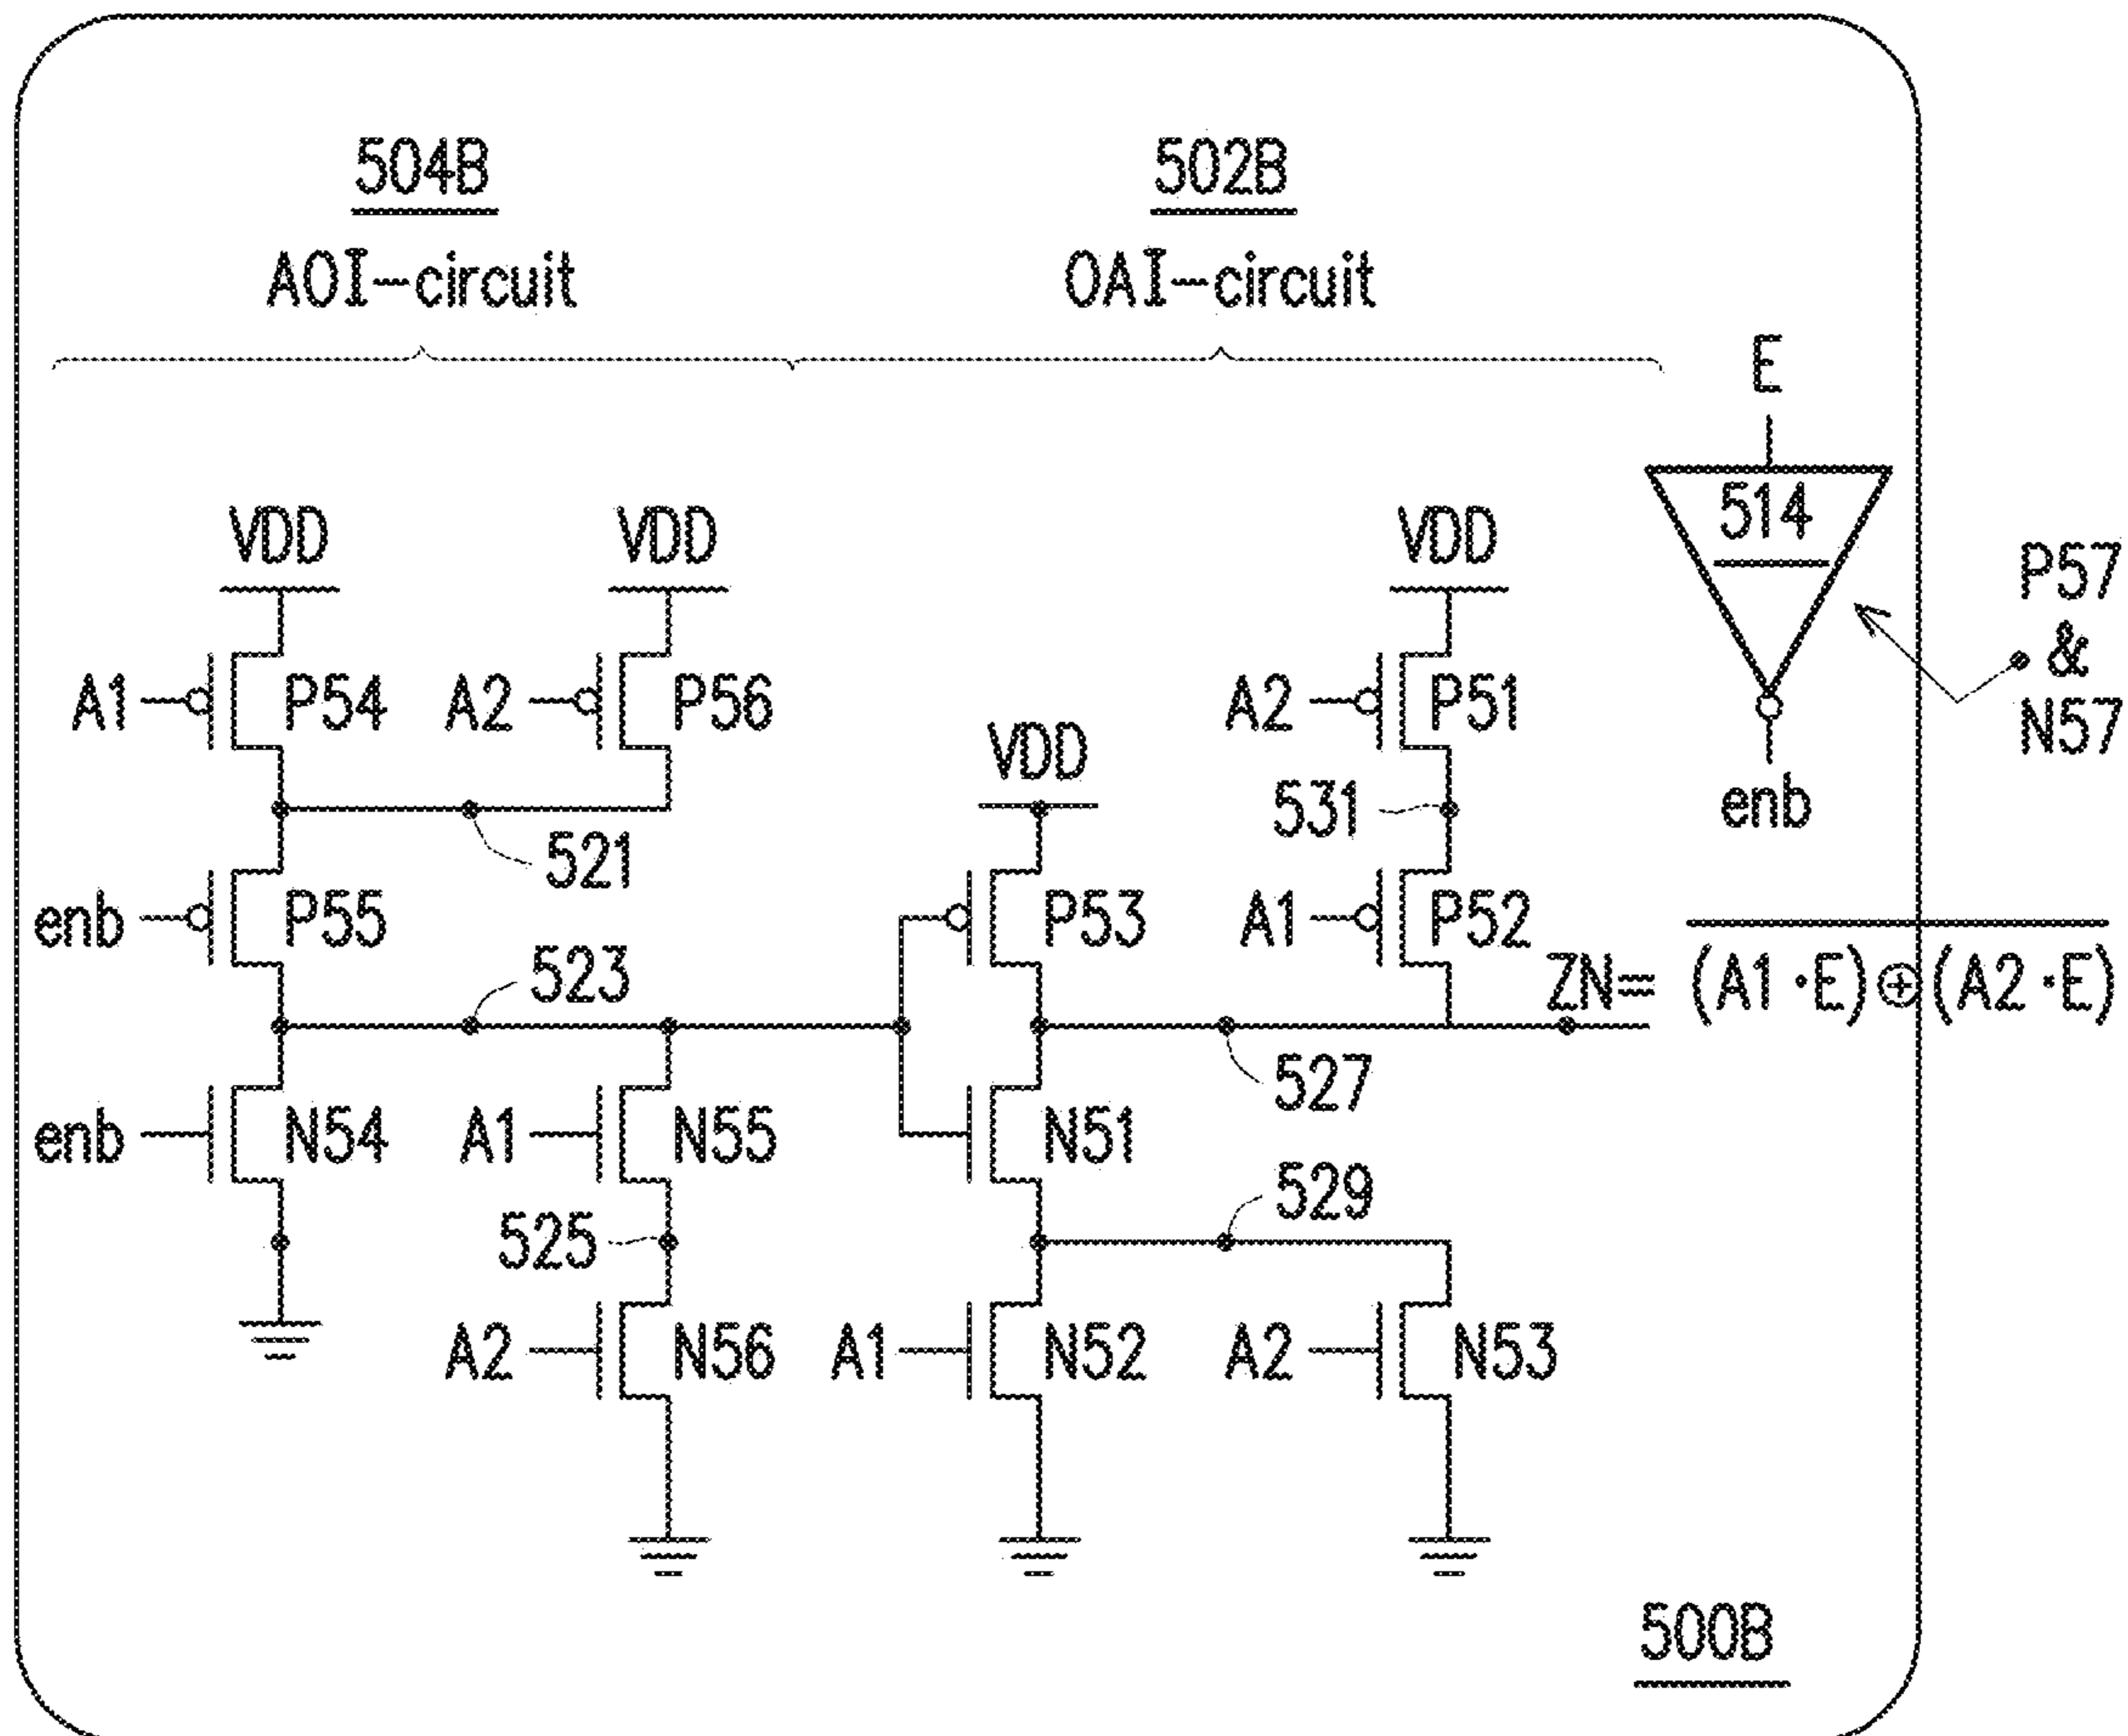 504B
AOI-circuit
502B
OAI-circuit
E
514
P57
&
N57
enb
VDD
VDD
VDD
A1
P54
A2
P56
A2
P51
VDD
521
531
enb
P55
P53
A1
P52
523
ZN= (A1·E)⊕(A2·E)
527
enb
N54
A1
N55
N51
525
529
A2
N56
A1
N52
A2
N53
500B